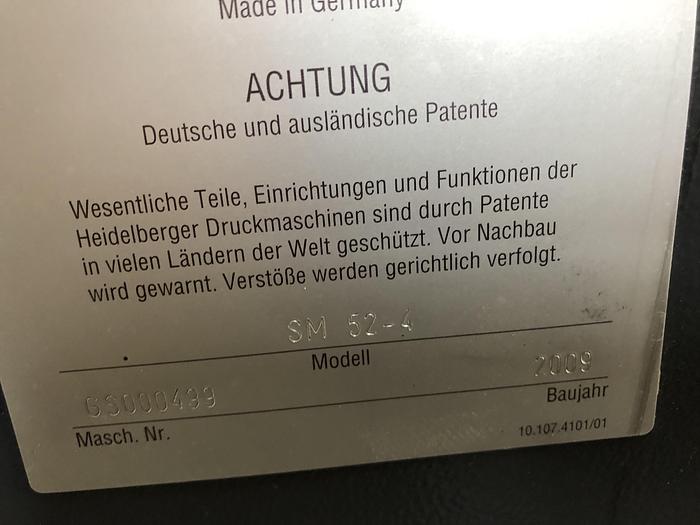 Made in Germany
ACHTUNG
Deutsche und ausländische Patente
Wesentliche Teile, Einrichtungen und Funktionen der
Heidelberger Druckmaschinen sind durch Patente
in vielen Ländern der Welt geschützt. Vor Nachbau
wird gewarnt. Verstöße werden gerichtlich verfolgt.
SM 52-4
Modell
GS000499 2009
Masch. Nr. Baujahr
10.107.4101/01